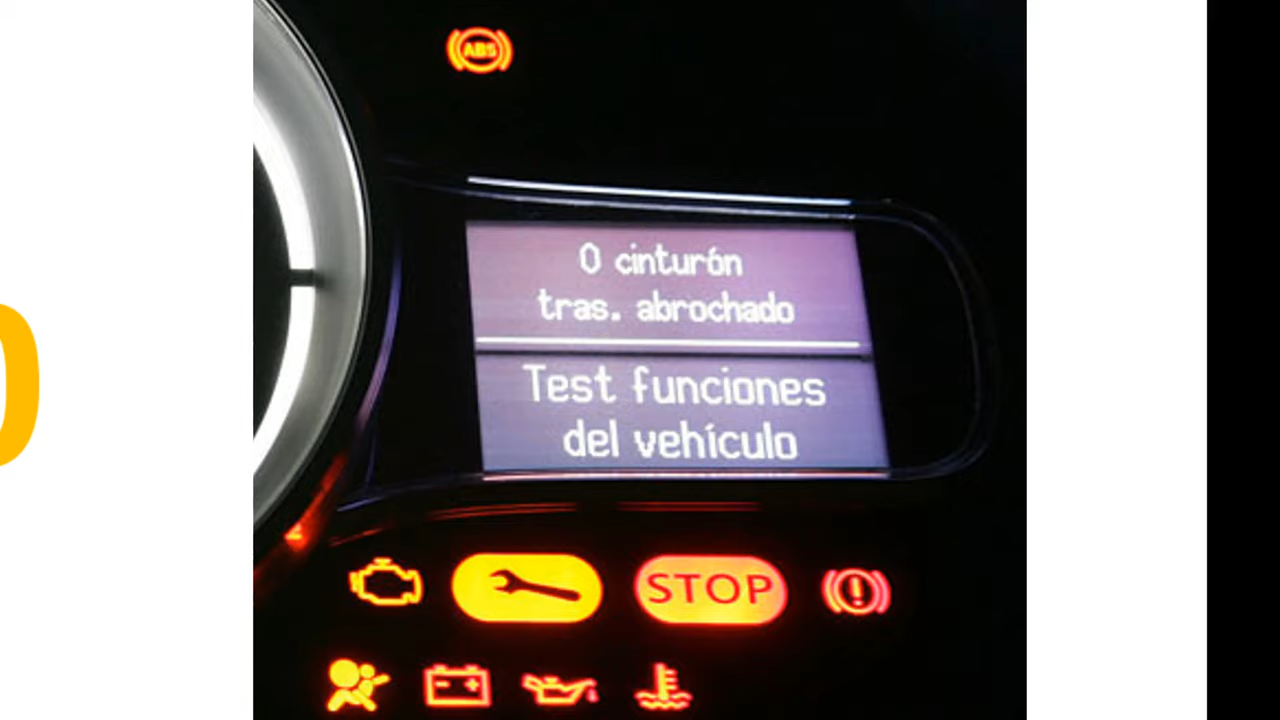 ABS
0 cinturón
tras. abrochado
Test funciones
del vehículo
STOP